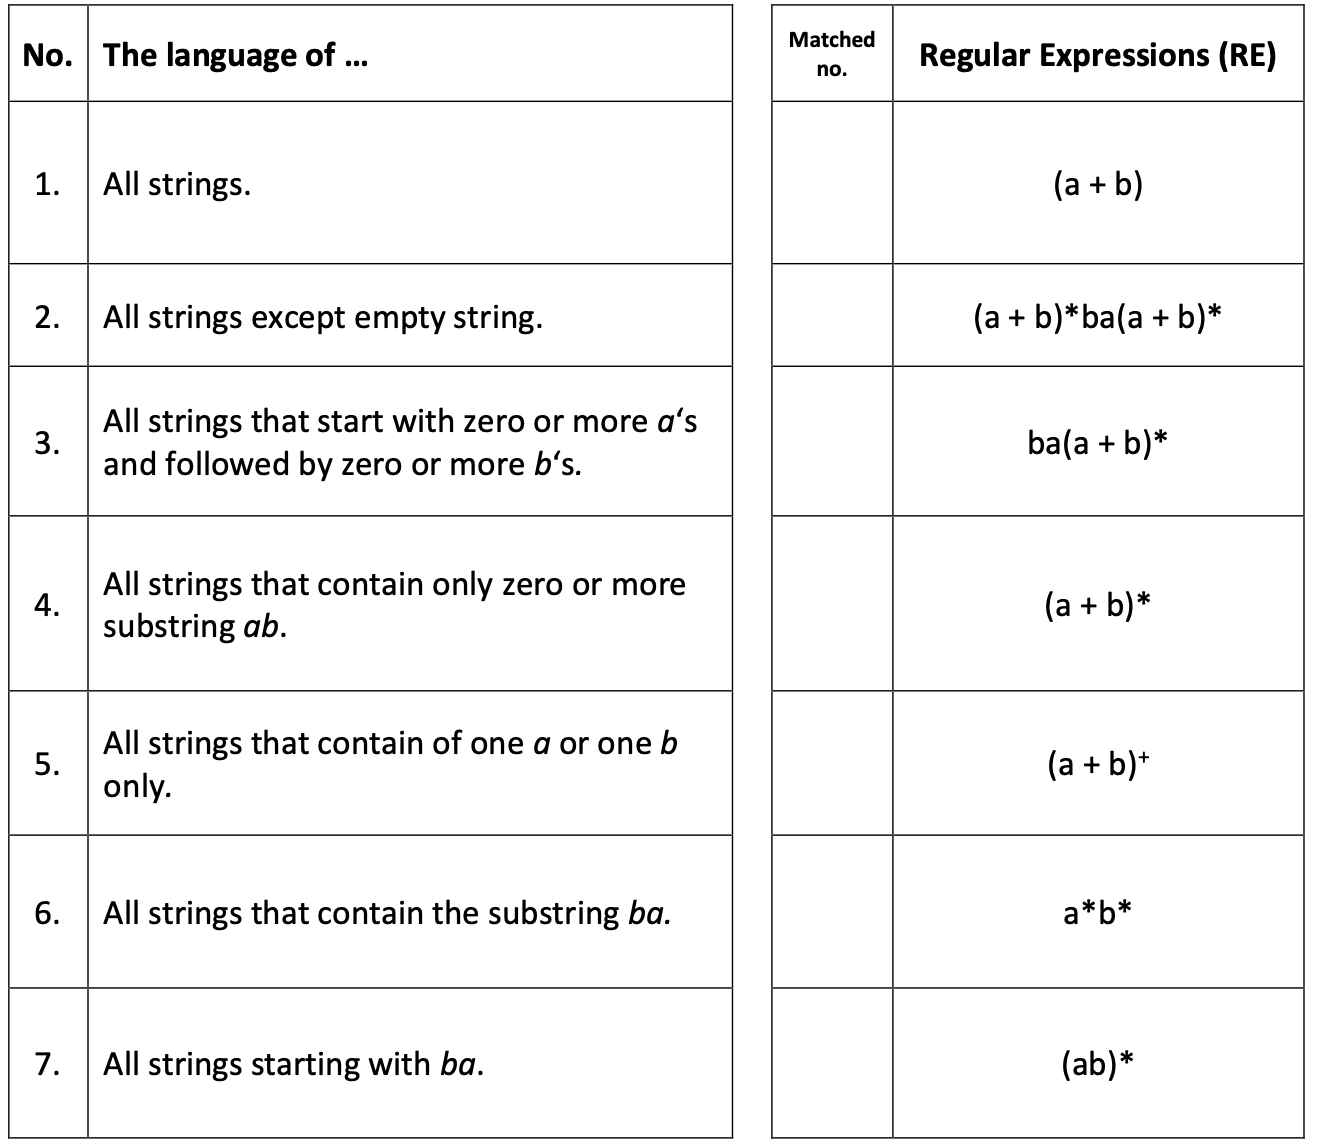 No. The language of ... Matched no. Regular Expressions (RE)
1. All strings. (a + b)
2. All strings except empty string. (a + b)*ba(a + b)*
3. All strings that start with zero or more a‘s
and followed by zero or more b‘s. ba(a + b)*
4. All strings that contain only zero or more
substring ab. (a + b)*
5. All strings that contain of one a or one b
only. (a + b)⁺
6. All strings that contain the substring ba. a*b*
7. All strings starting with ba. (ab)*